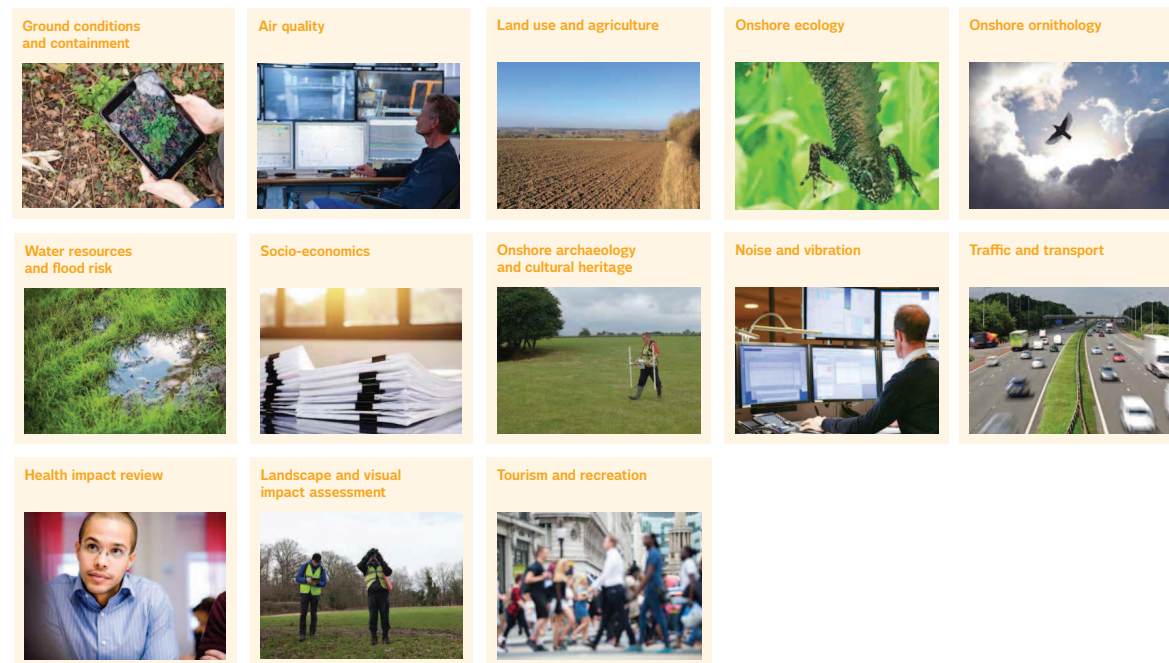 Ground conditions
and containment
Air quality
Land use and agriculture
Onshore ecology
Onshore ornithology
Water resources
and flood risk
Socio-economics
Onshore archaeology
and cultural heritage
Noise and vibration
Traffic and transport
Health impact review
Landscape and visual
impact assessment
Tourism and recreation